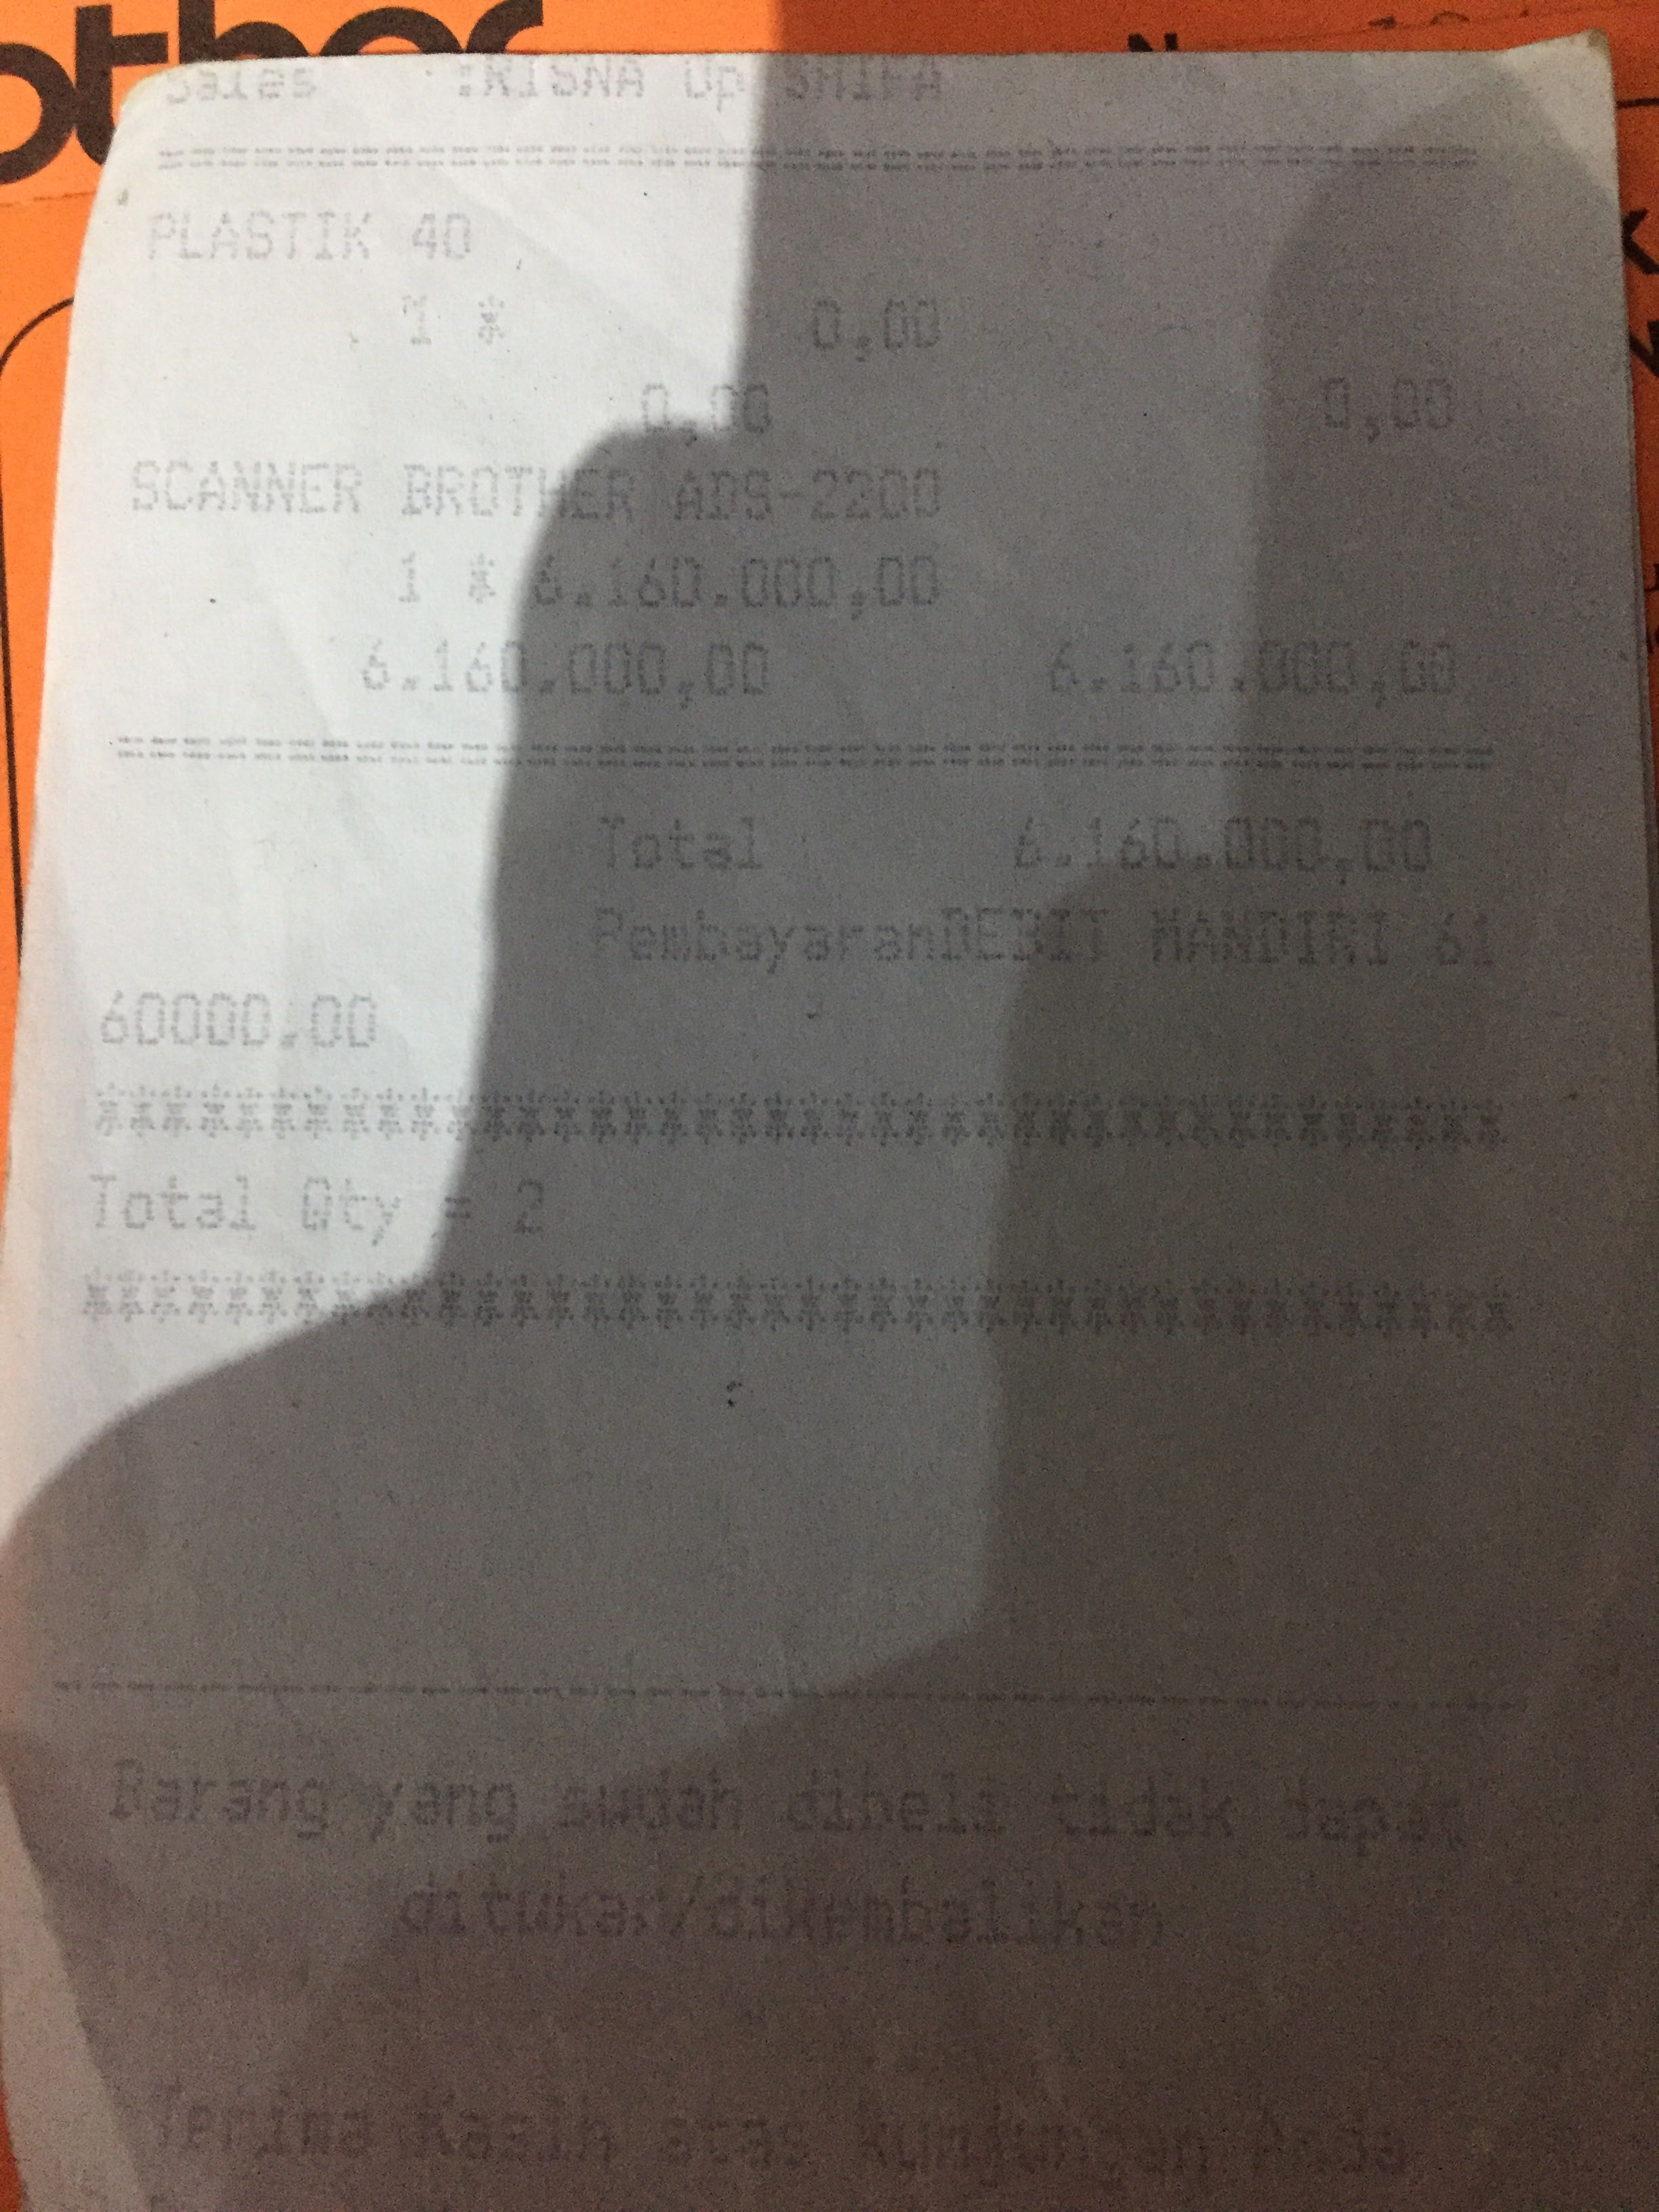 other
Sales :RISNA Up SHIFA
PLASTIK 40
1 * 0,00
0,00 0,00
SCANNER BROTHER ADS-2200
1 * 6.160.000,00
6.160.000,00 6.160.000,00
Total 6.160.000,00
PembayaranDEBIT MANDIRI 61
60000.00
****************************************
Total Qty = 2
****************************************
Barang yang sudah dibeli tidak dapat
ditukar/dikembalikan
Terima Kasih atas kunjungan Anda